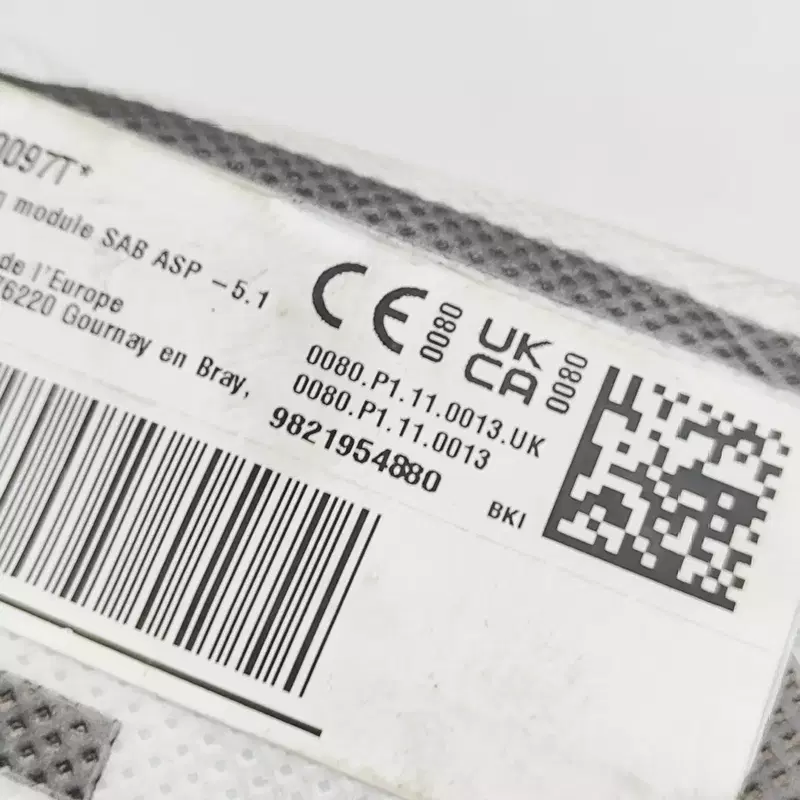 0097T*
module SAB ASP -5.1
de l'Europe
76220 Gournay en Bray,
CE 0080
UK
CA 0080
0080.P1.11.0013.UK
0080.P1.11.0013
9821954880
BKI